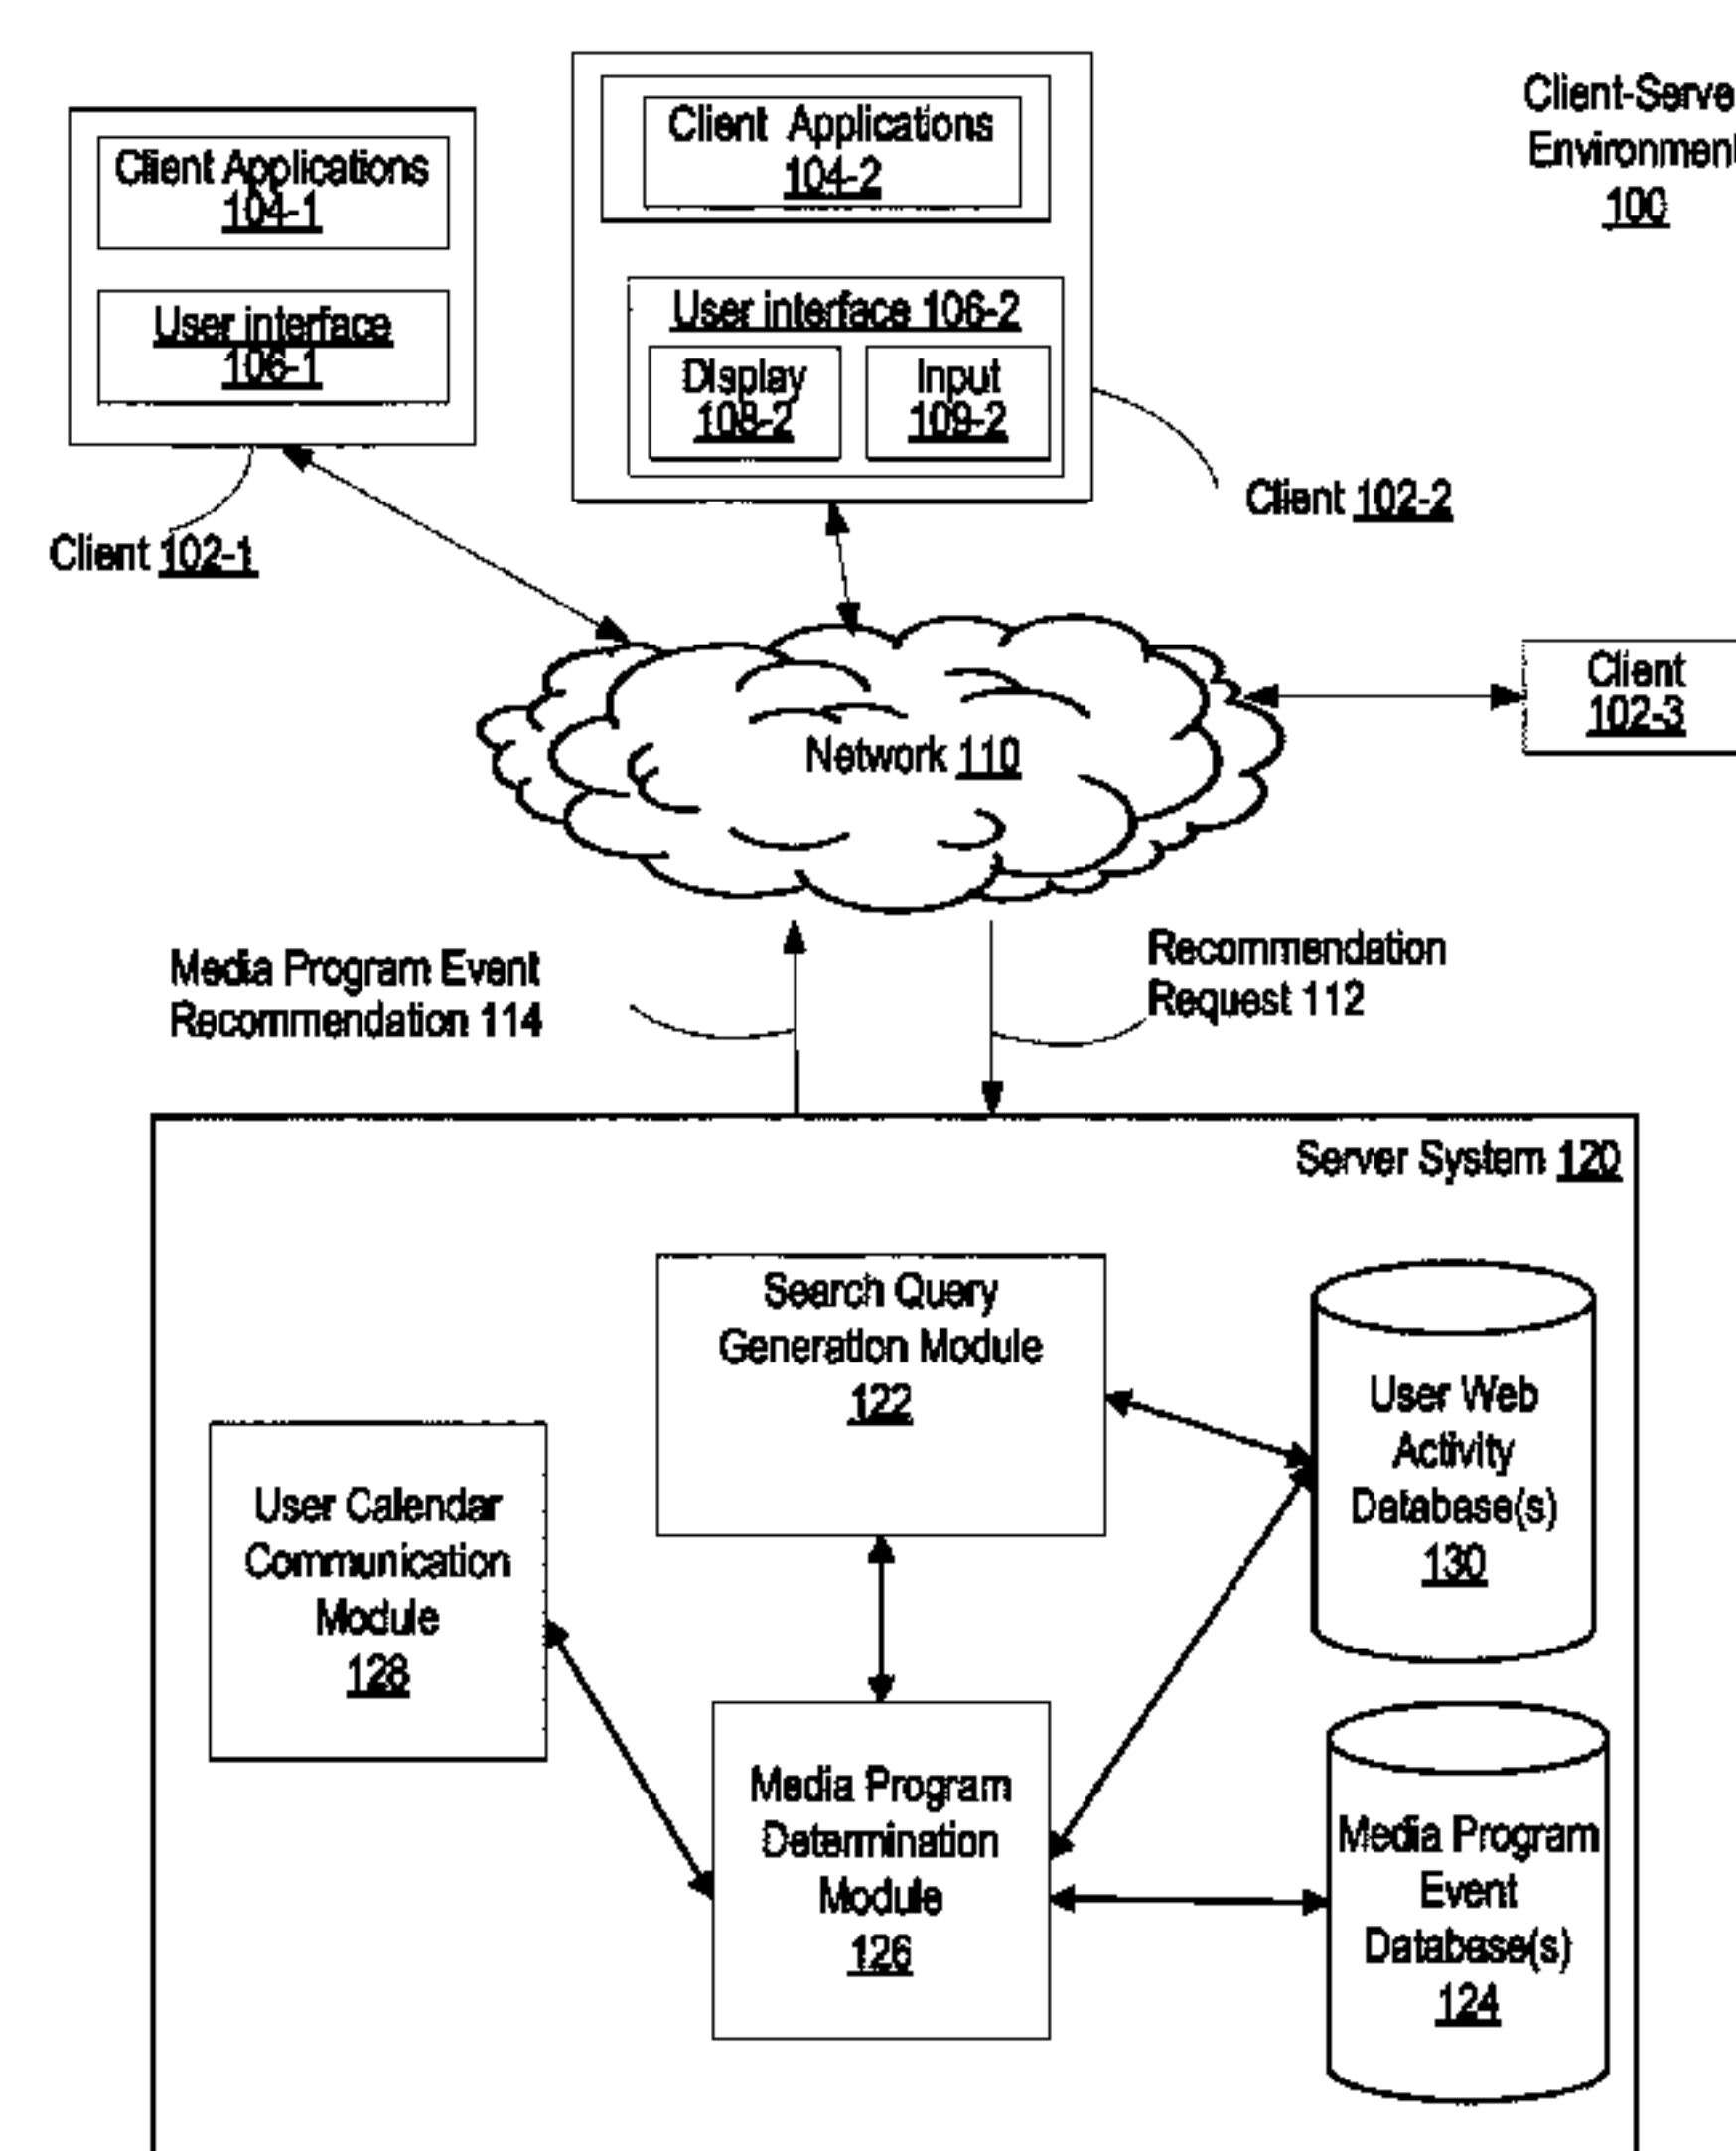 Client Applications
104-1
User interface
106-1
Client 102-1
Client Applications
104-2
User interface 106-2
Display
108-2
Input
109-2
Client 102-2
Client-Serve
Environment
100
Client
102-3
Network 110
Media Program Event
Recommendation 114
Recommendation
Request 112
Server System 120
Search Query
Generation Module
122
User Web
Activity
Database(s)
130
User Calendar
Communication
Module
128
Media Program
Determination
Module
126
Media Program
Event
Database(s)
124